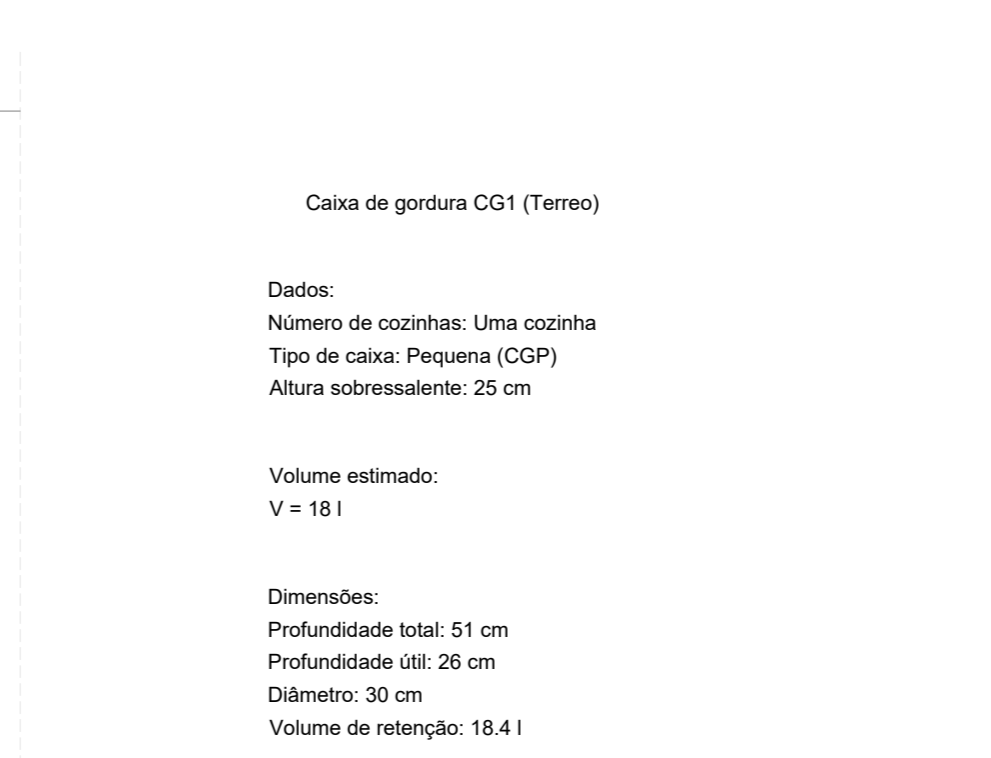 Caixa de gordura CG1 (Terreo)
Dados:
Número de cozinhas: Uma cozinha
Tipo de caixa: Pequena (CGP)
Altura sobressalente: 25 cm
Volume estimado:
V = 18 l
Dimensões:
Profundidade total: 51 cm
Profundidade útil: 26 cm
Diâmetro: 30 cm
Volume de retenção: 18.4 l